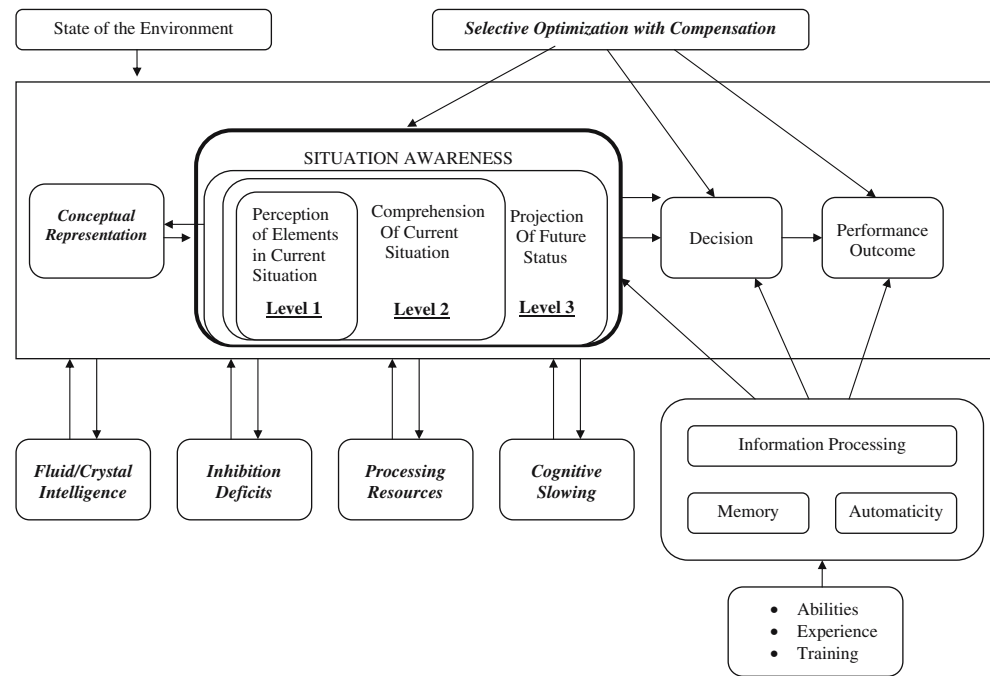 State of the Environment
Selective Optimization with Compensation
SITUATION AWARENESS
Conceptual
Representation
Perception
of Elements
in Current
Situation
Level 1
Comprehension
Of Current
Situation
Level 2
Projection
Of Future
Status
Level 3
Decision
Performance
Outcome
Fluid/Crystal
Intelligence
Inhibition
Deficits
Processing
Resources
Cognitive
Slowing
Information Processing
Memory
Automaticity
• Abilities
• Experience
• Training